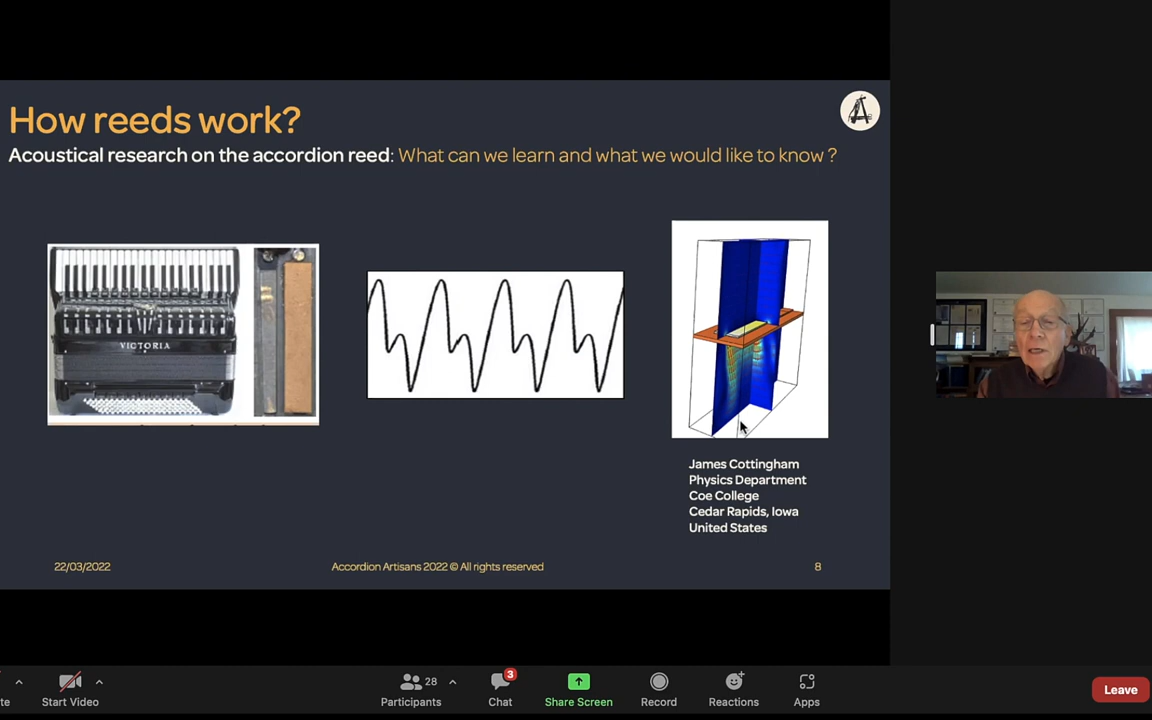 How reeds work?
Acoustical research on the accordion reed: What can we learn and what we would like to know ?
VICTORIA
James Cottingham
Physics Department
Coe College
Cedar Rapids, Iowa
United States
22/03/2022
Accordion Artisans 2022 © All rights reserved
8
te
Start Video
Participants
28
Chat
3
Share Screen
Record
Reactions
Apps
Leave